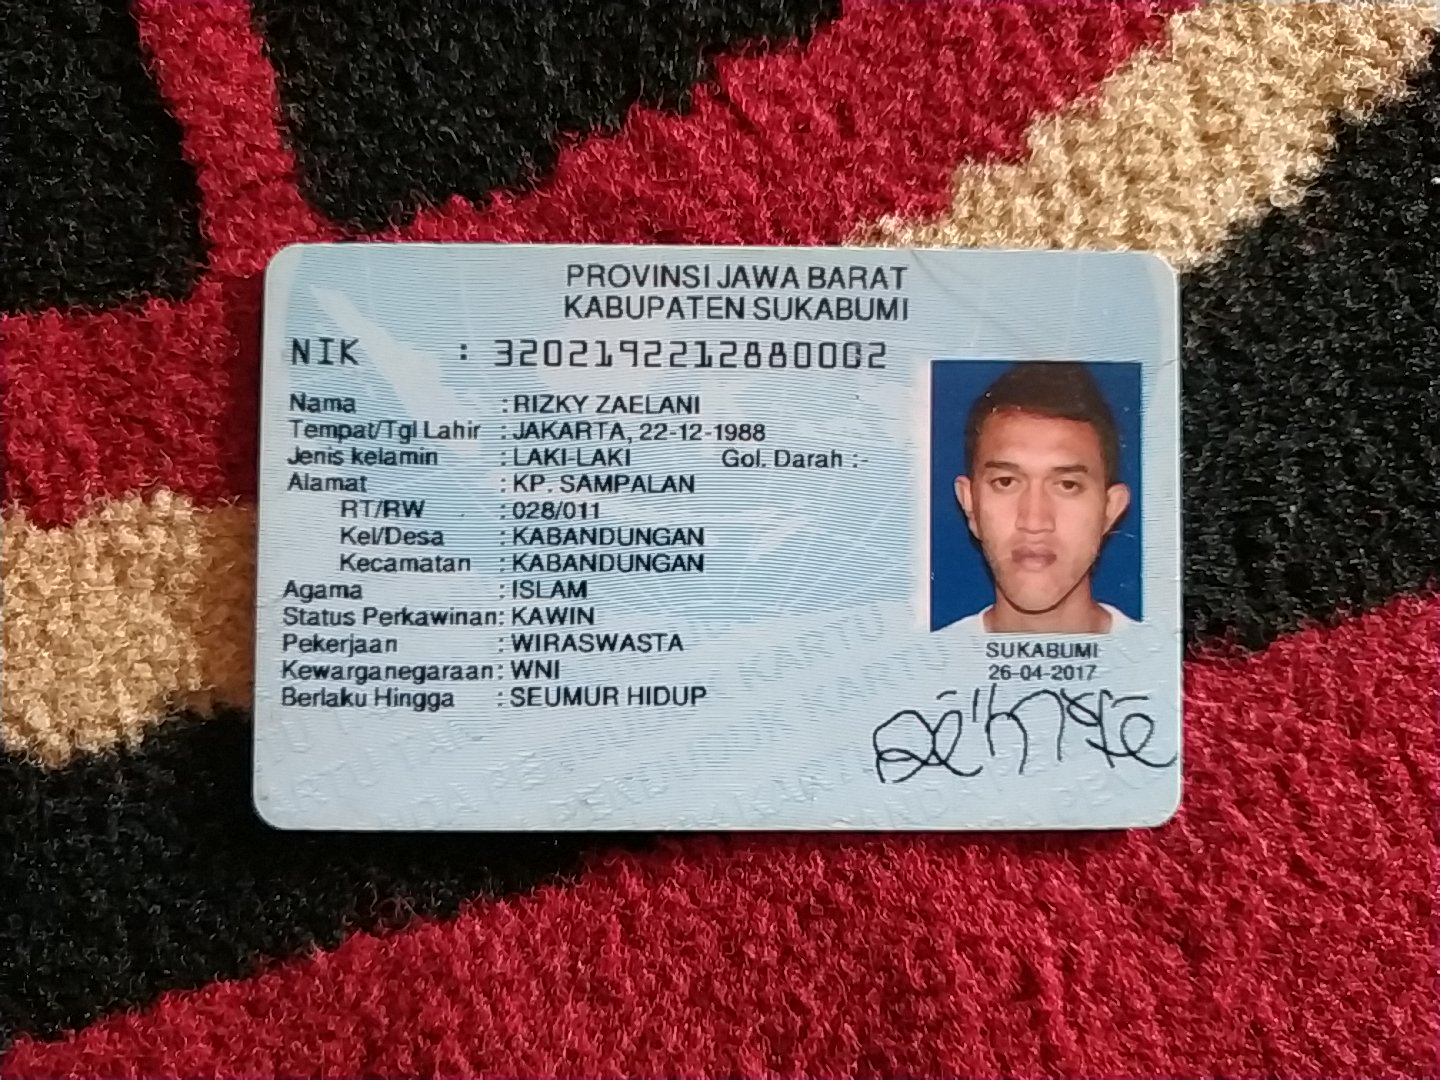 PROVINSI JAWA BARAT
KABUPATEN SUKABUMI
NIK : 3202192212880002
Nama : RIZKY ZAELANI
Tempat/Tgl Lahir : JAKARTA, 22-12-1988
Jenis kelamin : LAKI-LAKI Gol. Darah : -
Alamat : KP. SAMPALAN
RT/RW : 028/011
Kel/Desa : KABANDUNGAN
Kecamatan : KABANDUNGAN
Agama : ISLAM
Status Perkawinan: KAWIN
Pekerjaan : WIRASWASTA
Kewarganegaraan: WNI
Berlaku Hingga : SEUMUR HIDUP
SUKABUMI
26-04-2017